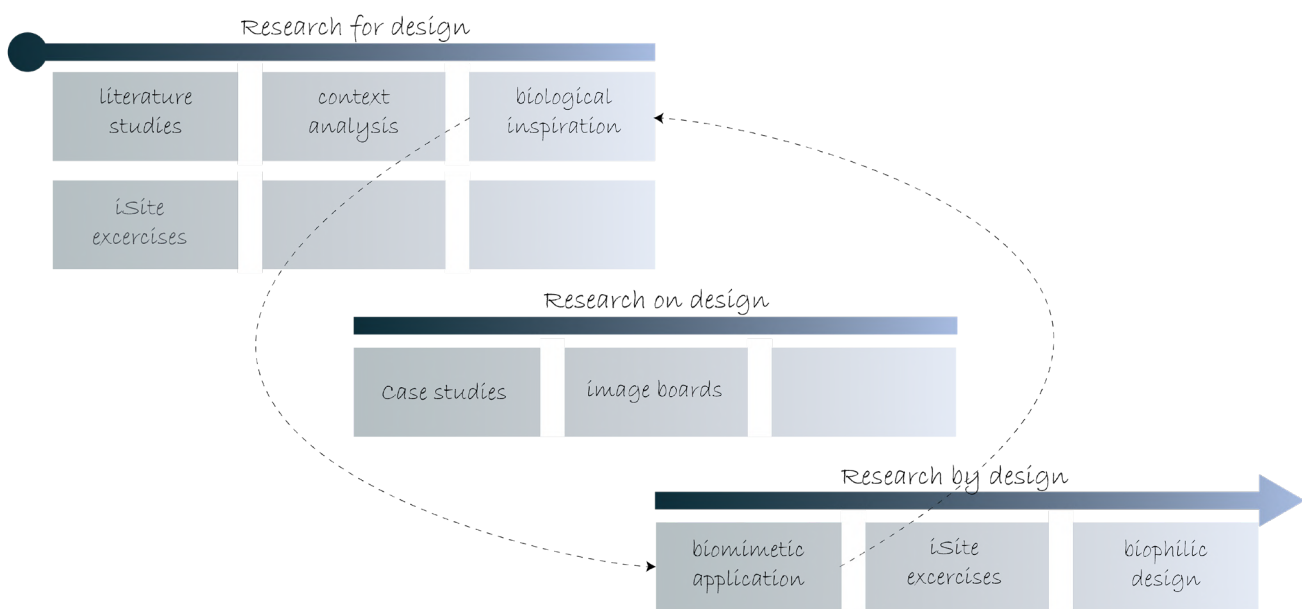 Research for design
literature
studies
context
analysis
biological
inspiration
iSite
excercises
Research on design
Case studies
image boards
Research by design
biomimetic
application
iSite
excercises
biophilic
design